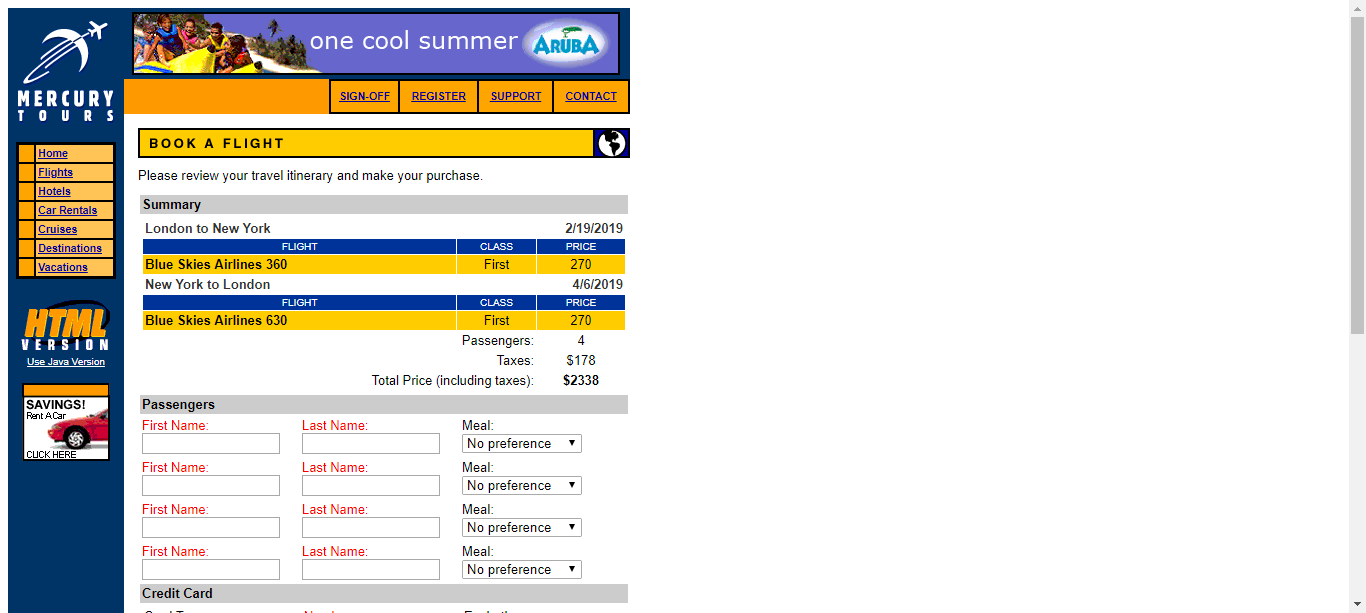 one cool summer ARUBA
MERCURY
TOURS
SIGN-OFF REGISTER SUPPORT CONTACT
Home
Flights
Hotels
Car Rentals
Cruises
Destinations
Vacations
HTML
VERSION
Use Java Version
SAVINGS!
Rent A Car
CLICK HERE
BOOK A FLIGHT
Please review your travel itinerary and make your purchase.
Summary
London to New York 2/19/2019
FLIGHT CLASS PRICE
Blue Skies Airlines 360 First 270
New York to London 4/6/2019
FLIGHT CLASS PRICE
Blue Skies Airlines 630 First 270
Passengers: 4
Taxes: $178
Total Price (including taxes): $2338
Passengers
First Name: Last Name: Meal:
No preference
First Name: Last Name: Meal:
No preference
First Name: Last Name: Meal:
No preference
First Name: Last Name: Meal:
No preference
Credit Card